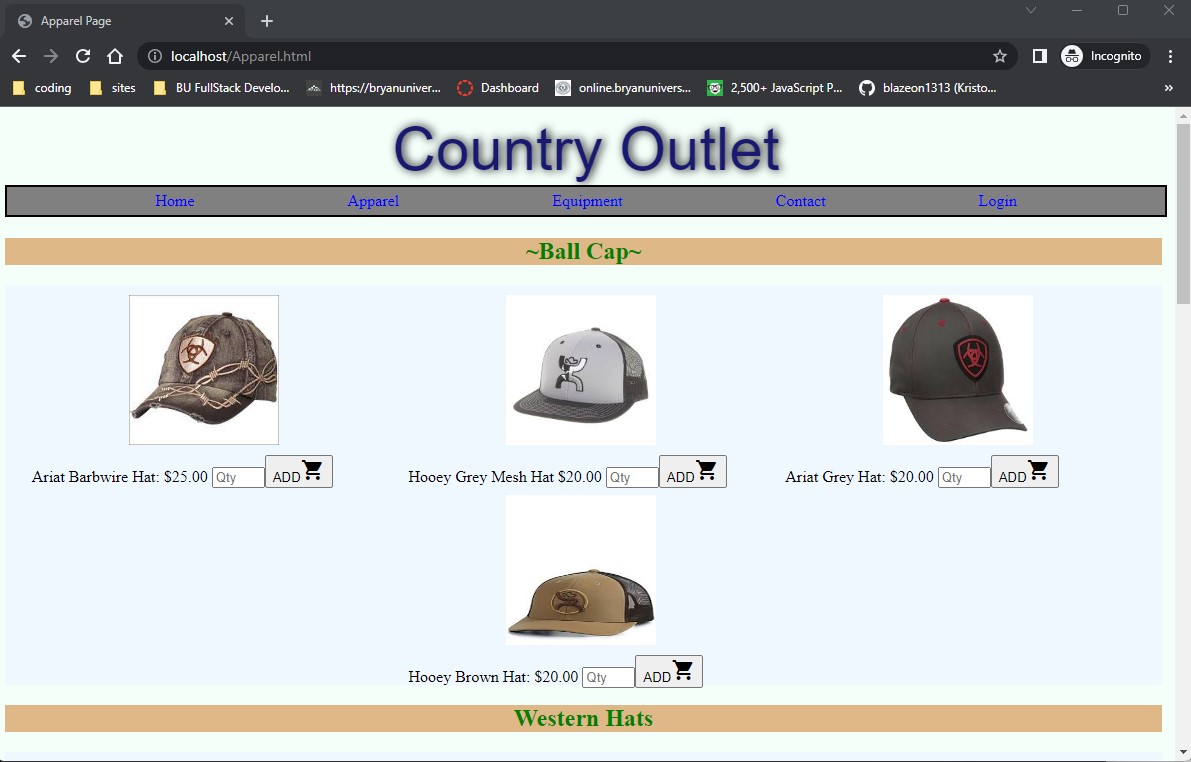 Apparel Page
localhost/Apparel.html
Incognito
coding sites BU FullStack Develo... https://bryanuniver... Dashboard online.bryanunivers... 2,500+ JavaScript P... blazeon1313 (Kristo... »
Country Outlet
Home Apparel Equipment Contact Login
~Ball Cap~
Ariat Barbwire Hat: $25.00 Qty ADD Hooey Grey Mesh Hat $20.00 Qty ADD Ariat Grey Hat: $20.00 Qty ADD
Hooey Brown Hat: $20.00 Qty ADD
Western Hats